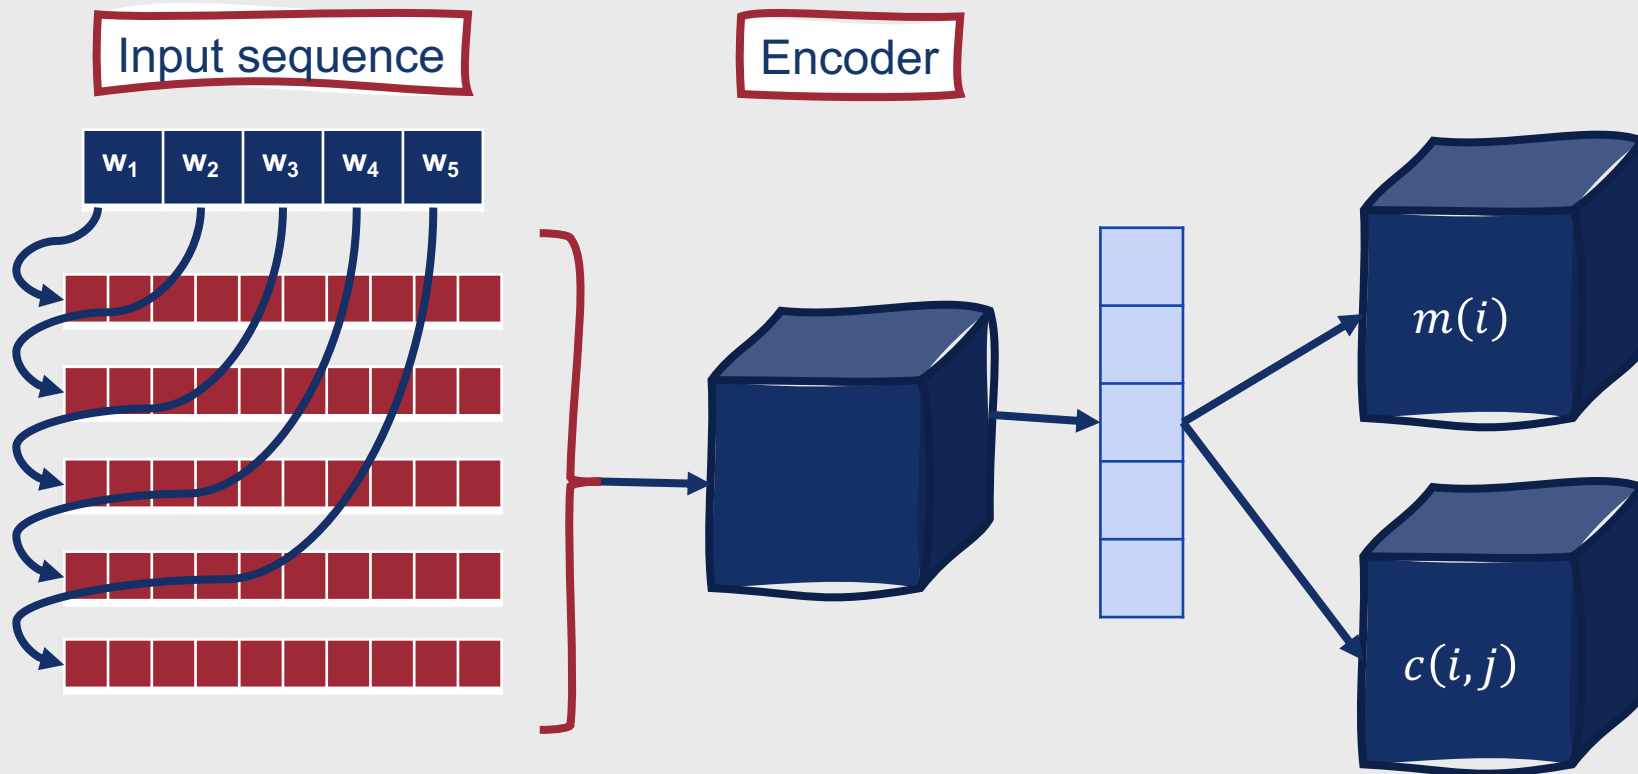 Input sequence
Encoder
w₁ w₂ w₃ w₄ w₅
m(i)
c(i,j)